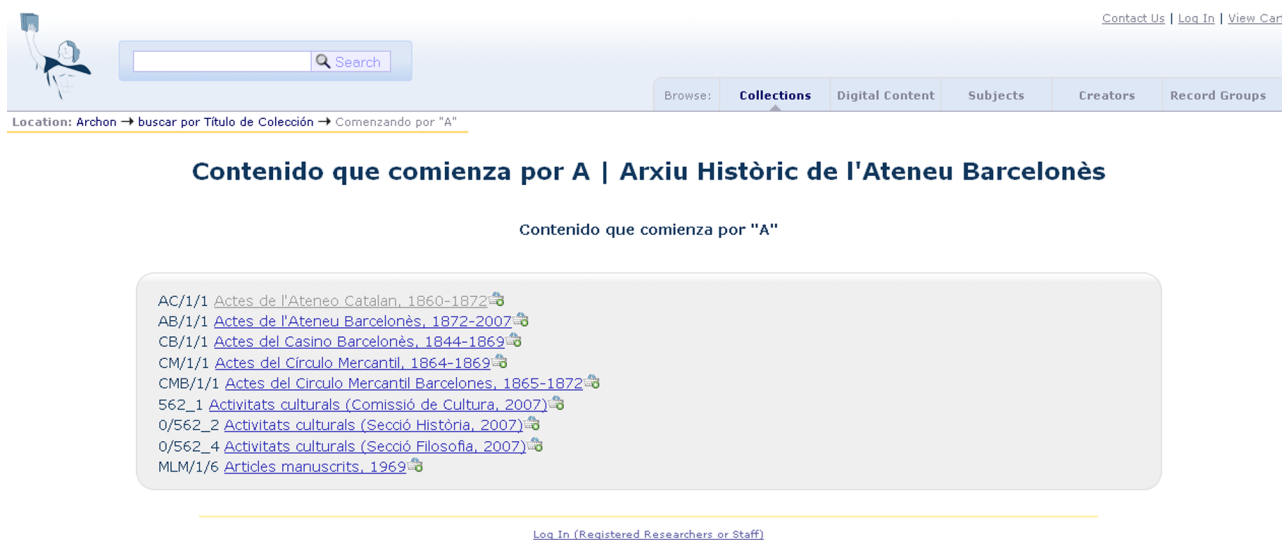 Contact Us | Log In | View Cart
Search
Browse: Collections Digital Content Subjects Creators Record Groups
Location: Archon → buscar por Título de Colección → Comenzando por "A"
Contenido que comienza por A | Arxiu Històric de l'Ateneu Barcelonès
Contenido que comienza por "A"
AC/1/1 Actes de l'Ateneo Catalan, 1860-1872
AB/1/1 Actes de l'Ateneu Barcelonès, 1872-2007
CB/1/1 Actes del Casino Barcelonès, 1844-1869
CM/1/1 Actes del Círculo Mercantil, 1864-1869
CMB/1/1 Actes del Circulo Mercantil Barcelones, 1865-1872
562_1 Activitats culturals (Comissió de Cultura, 2007)
0/562_2 Activitats culturals (Secció Història, 2007)
0/562_4 Activitats culturals (Secció Filosofia, 2007)
MLM/1/6 Articles manuscrits, 1969
Log In (Registered Researchers or Staff)